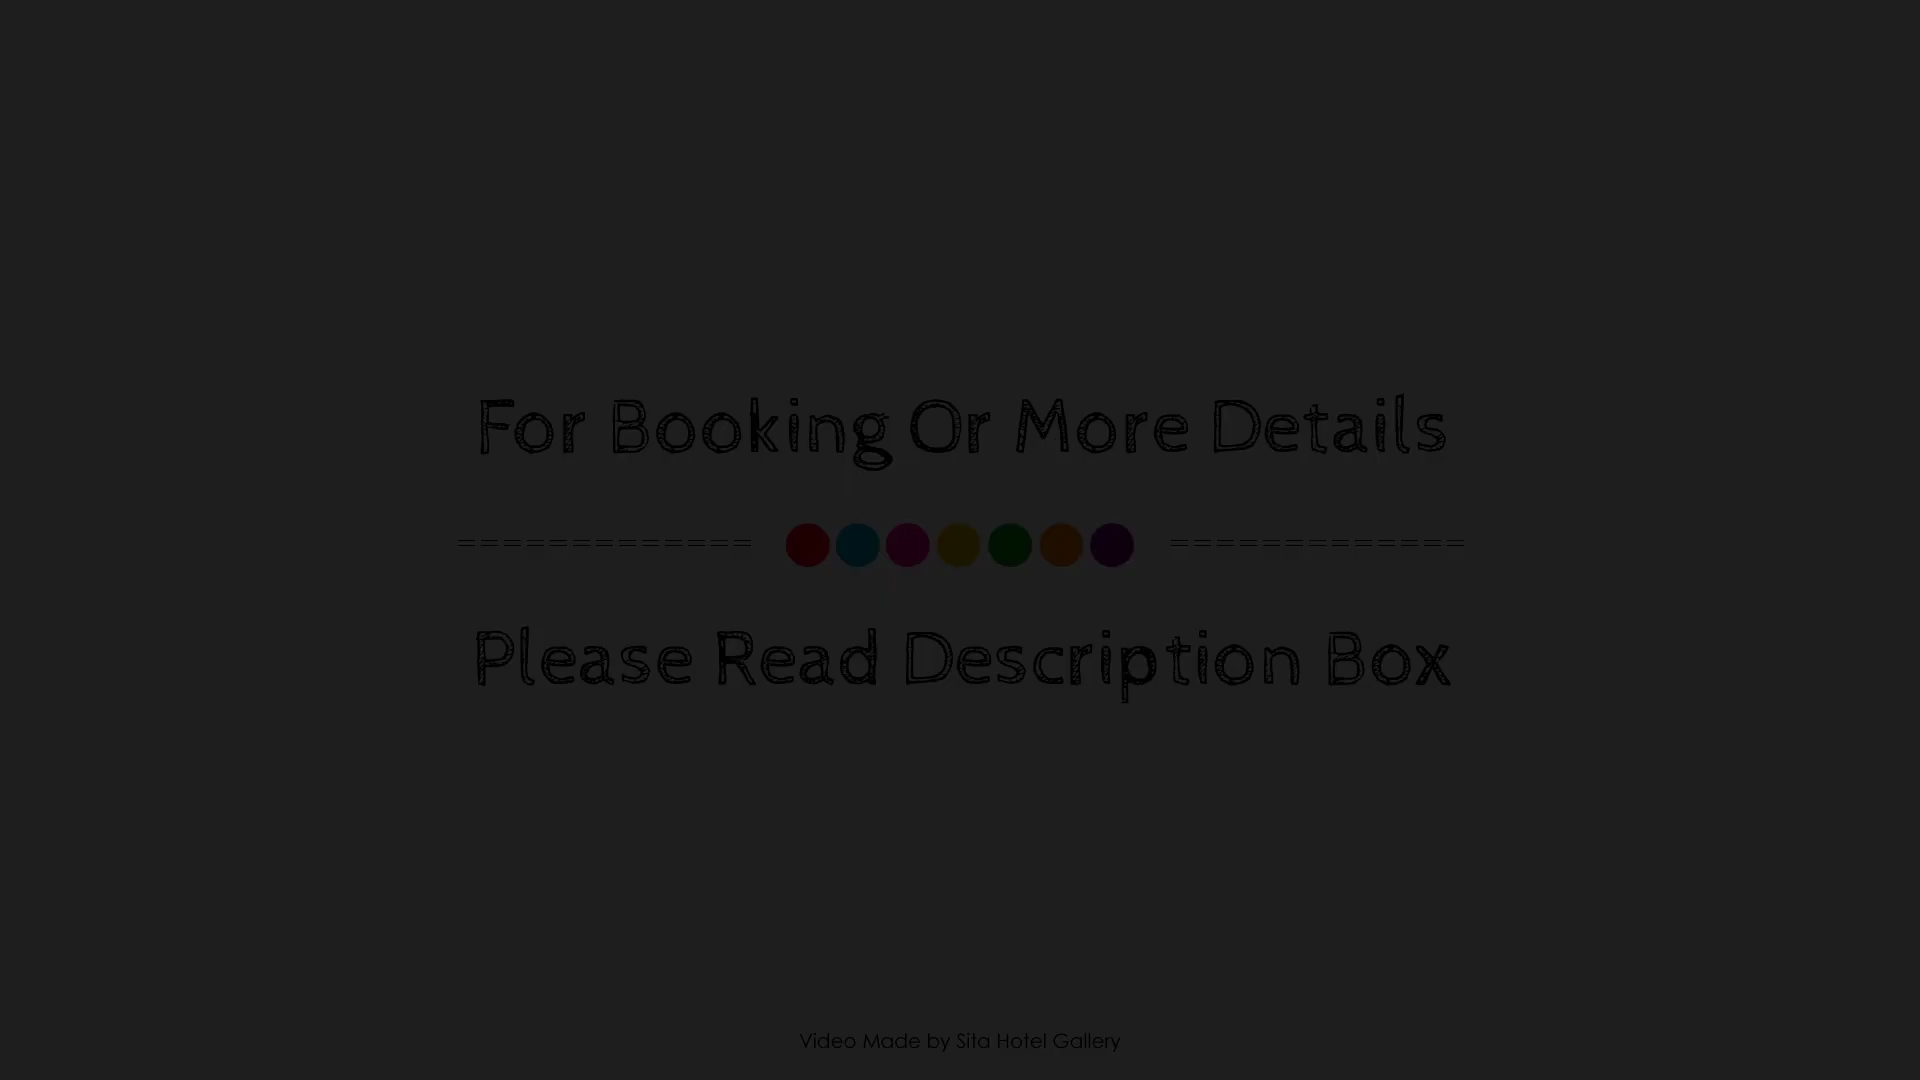 For Booking Or More Details
============= =============
Please Read Description Box
Video Made by Sita Hotel Gallery